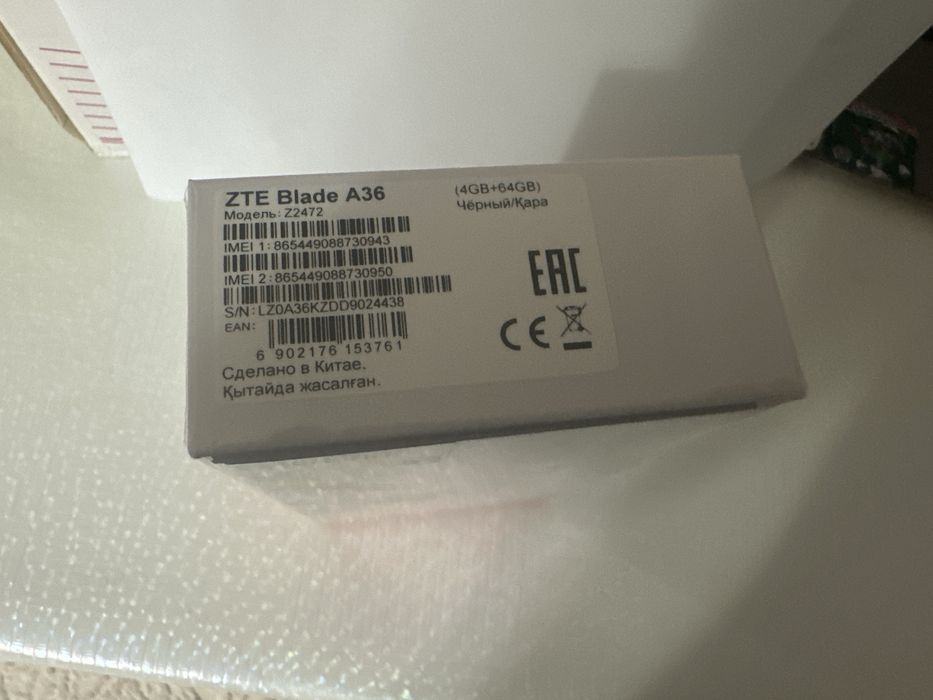 ZTE Blade A36
(4GB+64GB)
Модель: Z2472
Чёрный/Қара
IMEI 1: 865449088730943
IMEI 2: 865449088730950
S/N: LZ0A36KZDD9024438
EAN:
6 902176 153761
EAC
CE
Сделано в Китае.
Қытайда жасалған.